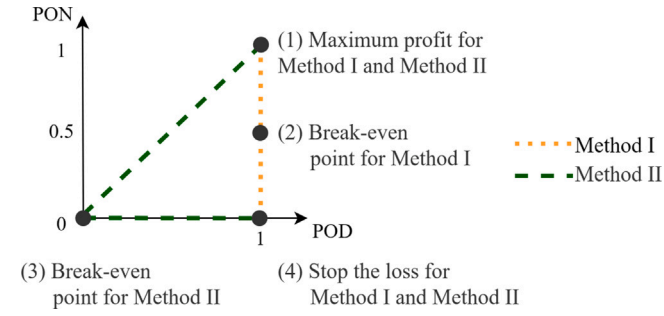 PON
1
(1) Maximum profit for
Method I and Method II
0.5
(2) Break-even
point for Method I
Method I
Method II
0
1
POD
(3) Break-even
point for Method II
(4) Stop the loss for
Method I and Method II